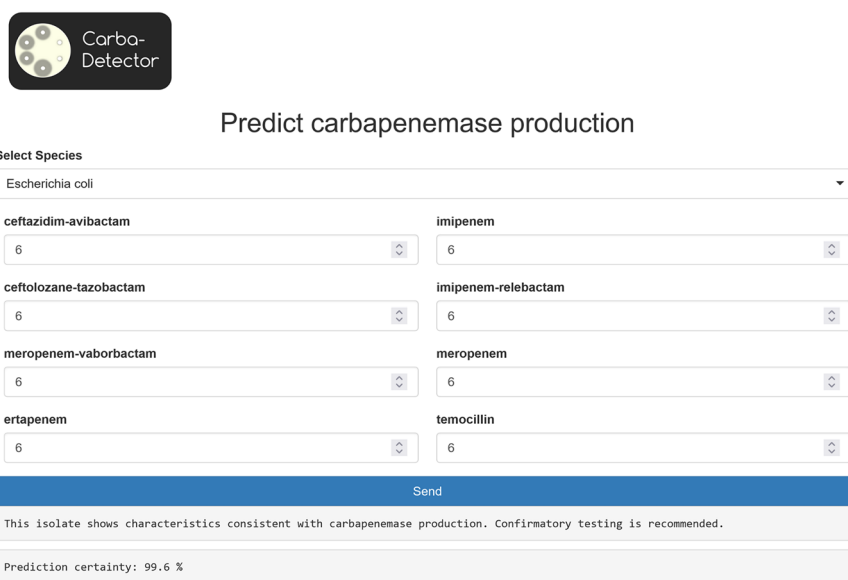 Carba-
Detector
Predict carbapenemase production
Select Species
Escherichia coli
ceftazidim-avibactam
imipenem
6
6
ceftolozane-tazobactam
imipenem-relebactam
6
6
meropenem-vaborbactam
meropenem
6
6
ertapenem
temocillin
6
6
Send
This isolate shows characteristics consistent with carbapenemase production. Confirmatory testing is recommended.
Prediction certainty: 99.6 %